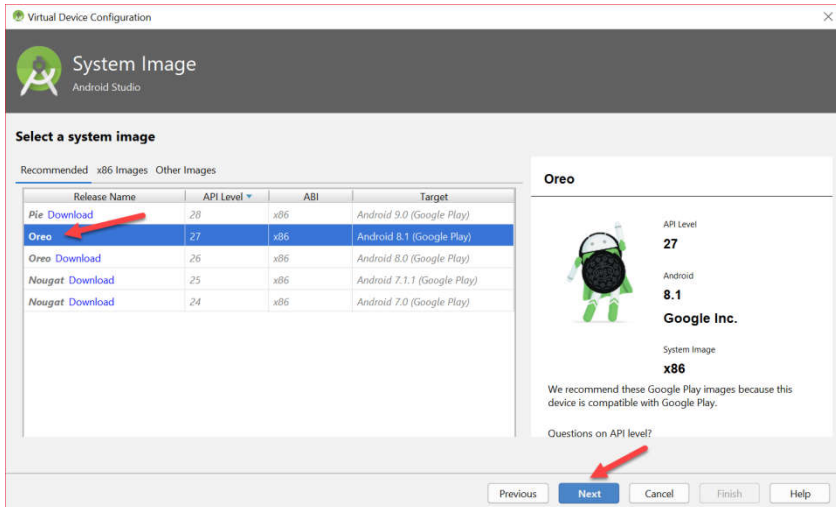 Virtual Device Configuration
System Image
Android Studio
Select a system image
Recommended x86 Images Other Images
Release Name API Level ABI Target
Pie Download 28 x86 Android 9.0 (Google Play)
Oreo 27 x86 Android 8.1 (Google Play)
Oreo Download 26 x86 Android 8.0 (Google Play)
Nougat Download 25 x86 Android 7.1.1 (Google Play)
Nougat Download 24 x86 Android 7.0 (Google Play)
Oreo
API Level
27
Android
8.1
Google Inc.
System Image
x86
We recommend these Google Play images because this
device is compatible with Google Play.
Questions on API level?
Previous Next Cancel Finish Help